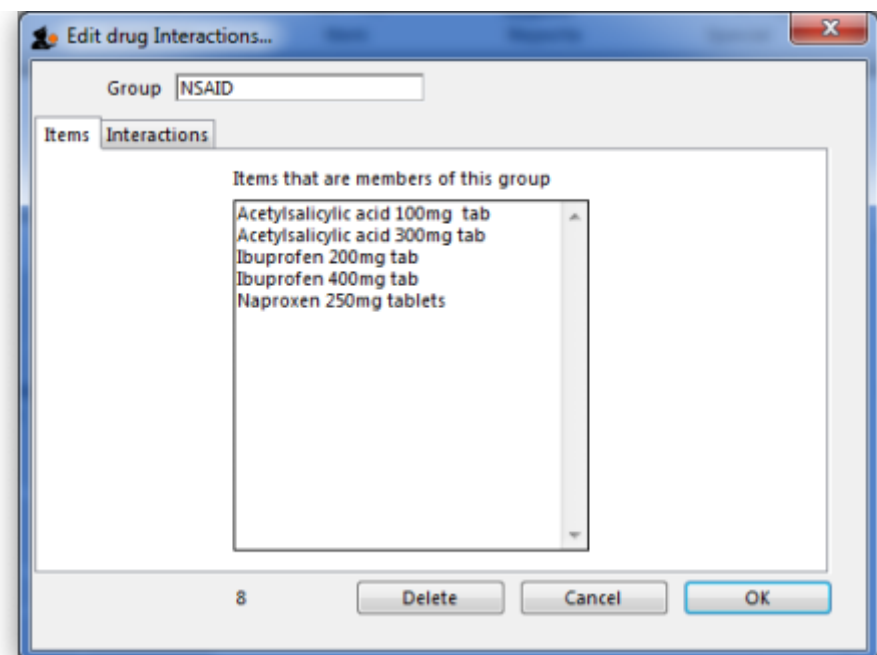 Edit drug Interactions...
Group NSAID
Items Interactions
Items that are members of this group
Acetylsalicylic acid 100mg  tab
Acetylsalicylic acid 300mg tab
Ibuprofen 200mg tab
Ibuprofen 400mg tab
Naproxen 250mg tablets
8 Delete Cancel OK